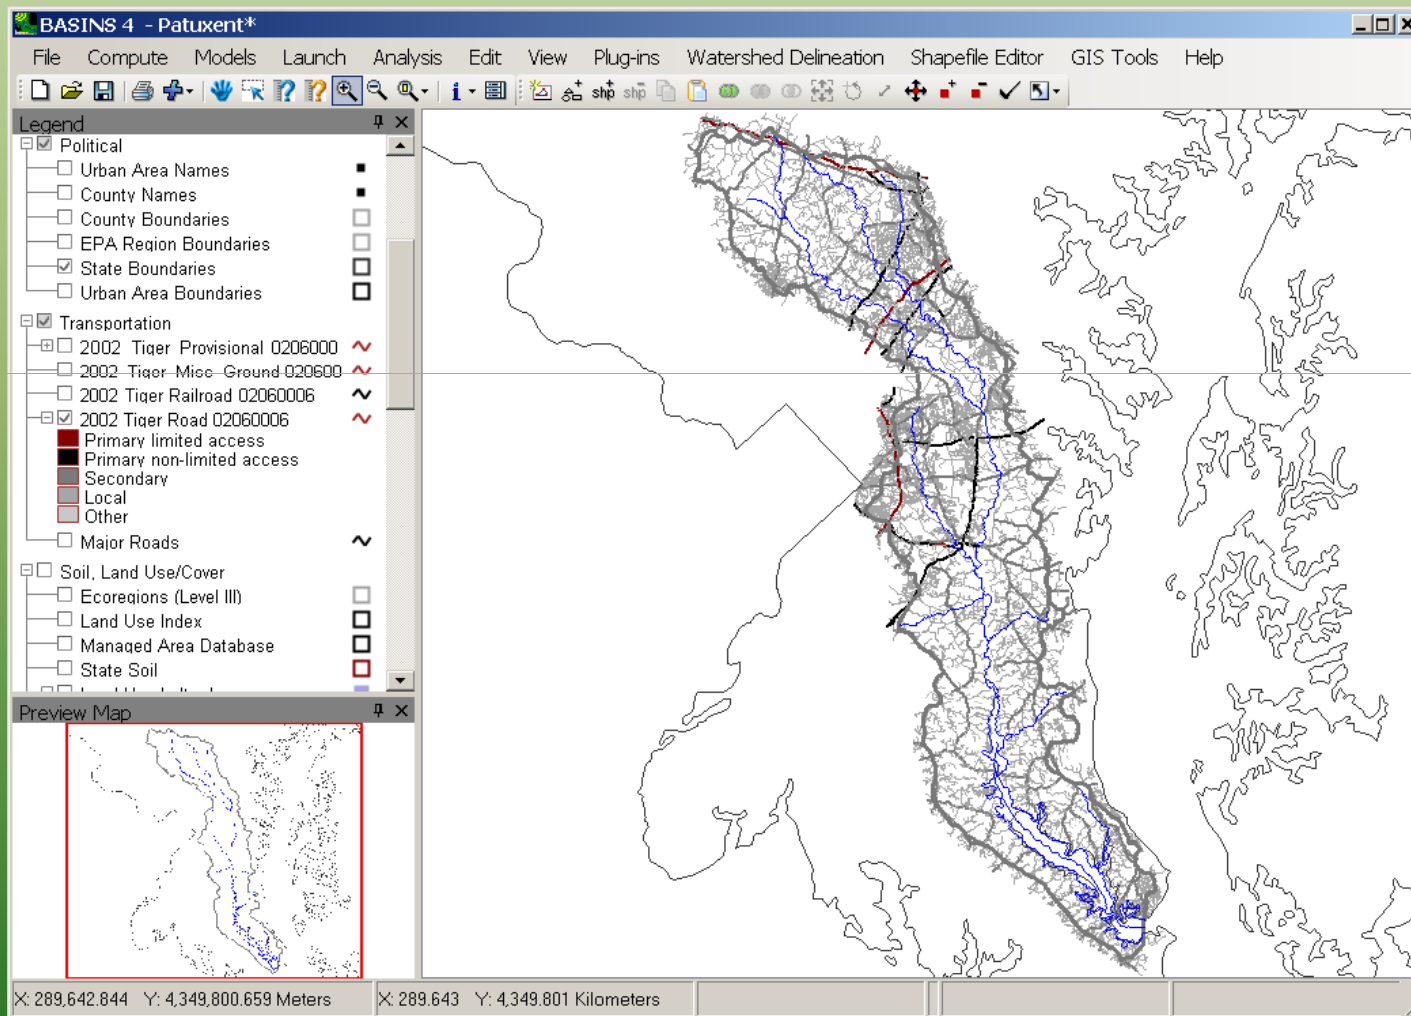 BASINS 4 - Patuxent*
File Compute Models Launch Analysis Edit View Plug-ins Watershed Delineation Shapefile Editor GIS Tools Help
shp shp
Legend
Political
Urban Area Names
County Names
County Boundaries
EPA Region Boundaries
State Boundaries
Urban Area Boundaries
Transportation
2002 Tiger Provisional 0206000
2002 Tiger Misc Ground 020600
2002 Tiger Railroad 02060006
2002 Tiger Road 02060006
Primary limited access
Primary non-limited access
Secondary
Local
Other
Major Roads
Soil, Land Use/Cover
Ecoregions (Level III)
Land Use Index
Managed Area Database
State Soil
Preview Map
X: 289,642.844 Y: 4,349,800.659 Meters X: 289.643 Y: 4,349.801 Kilometers